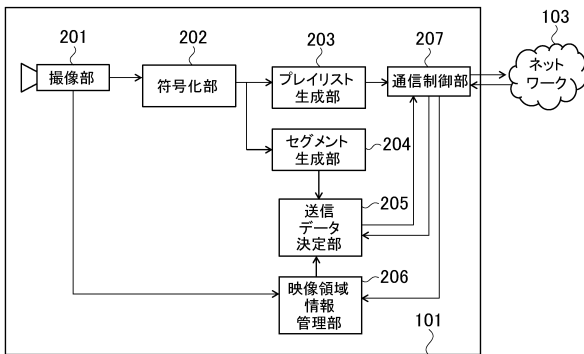 201
202
203
207
103
撮像部
符号化部
プレイリスト
生成部
通信制御部
ネット
ワーク
セグメント
生成部
204
送信
データ
決定部
205
映像領域
情報
管理部
206
101